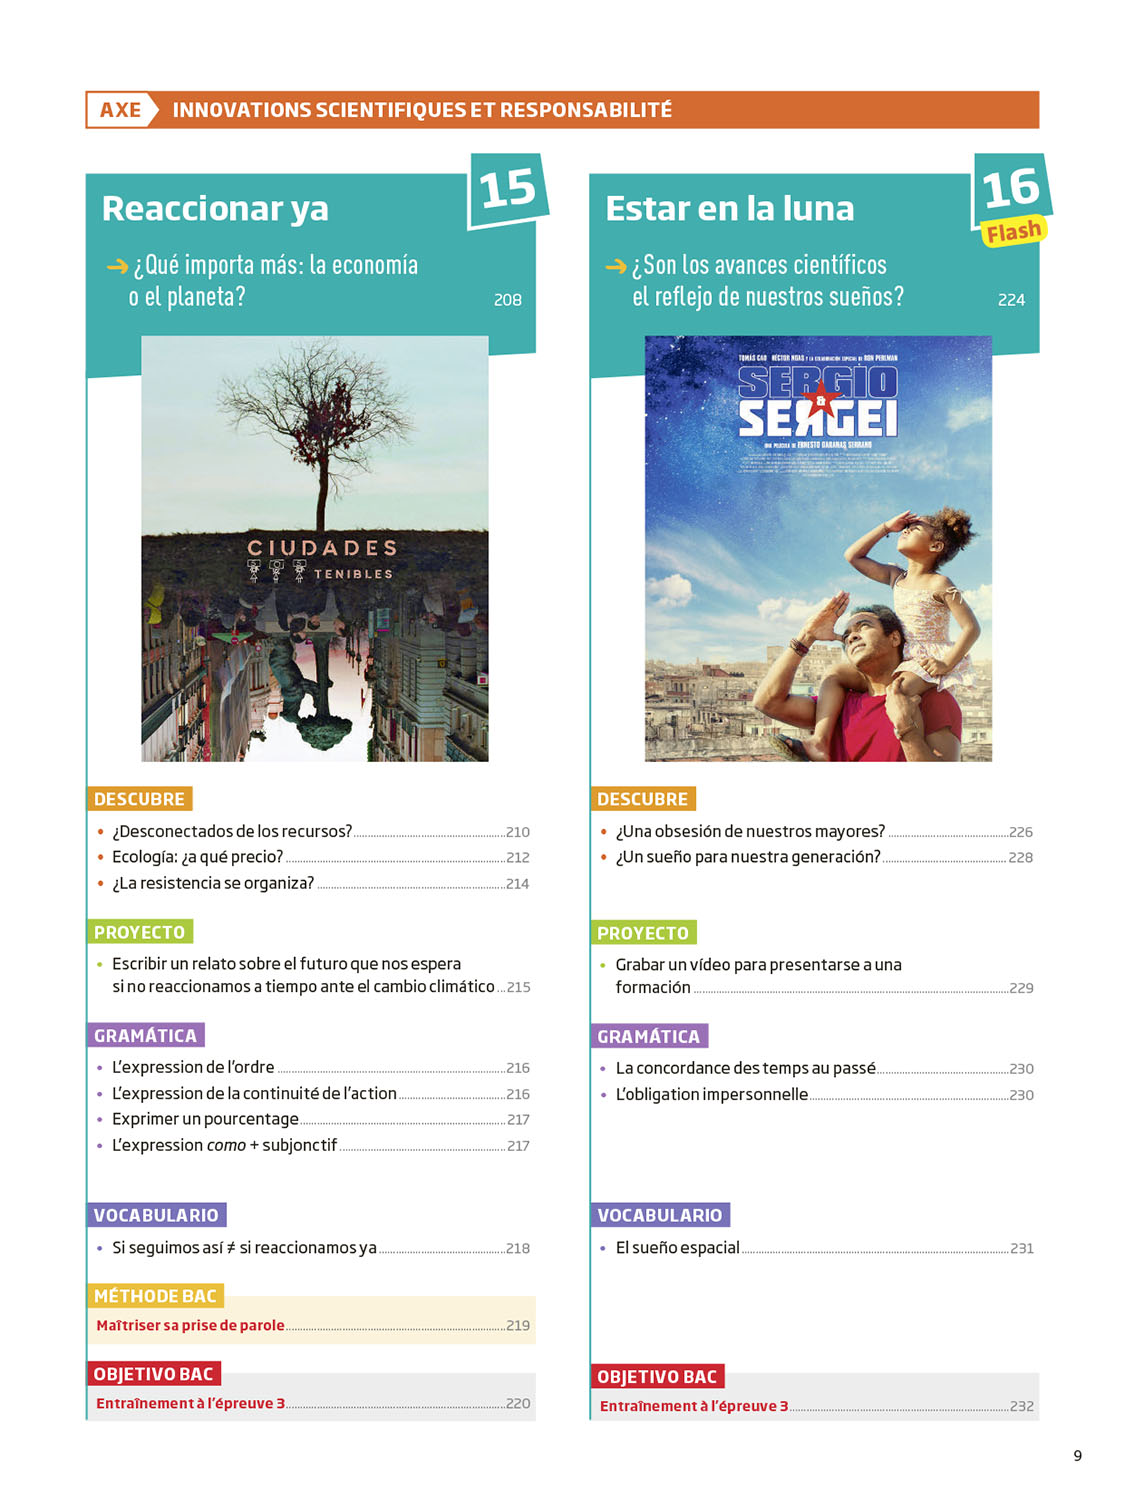 AXE INNOVATIONS SCIENTIFIQUES ET RESPONSABILITÉ
15
Reaccionar ya
➔ ¿Qué importa más: la economía
o el planeta? 208
CIUDADES
TENIBLES
DESCUBRE
• ¿Desconectados de los recursos? 210
• Ecología: ¿a qué precio? 212
• ¿La resistencia se organiza? 214
PROYECTO
• Escribir un relato sobre el futuro que nos espera
si no reaccionamos a tiempo ante el cambio climático 215
GRAMÁTICA
• L'expression de l'ordre 216
• L'expression de la continuité de l'action 216
• Exprimer un pourcentage 217
• L'expression como + subjonctif 217
VOCABULARIO
• Si seguimos así ≠ si reaccionamos ya 218
MÉTHODE BAC
Maîtriser sa prise de parole 219
OBJETIVO BAC
Entraînement à l'épreuve 3 220
16
Flash
Estar en la luna
➔ ¿Son los avances científicos
el reflejo de nuestros sueños? 224
TOMÁS CAO HÉCTOR NOAS Y LA COLABORACIÓN ESPECIAL DE RON PERLMAN
SERGIO
&
SEЯGEI
UNA PELÍCULA DE ERNESTO DARANAS SERRANO
DESCUBRE
• ¿Una obsesión de nuestros mayores? 226
• ¿Un sueño para nuestra generación? 228
PROYECTO
• Grabar un vídeo para presentarse a una
formación 229
GRAMÁTICA
• La concordance des temps au passé 230
• L'obligation impersonnelle 230
VOCABULARIO
• El sueño espacial 231
OBJETIVO BAC
Entraînement à l'épreuve 3 232
9